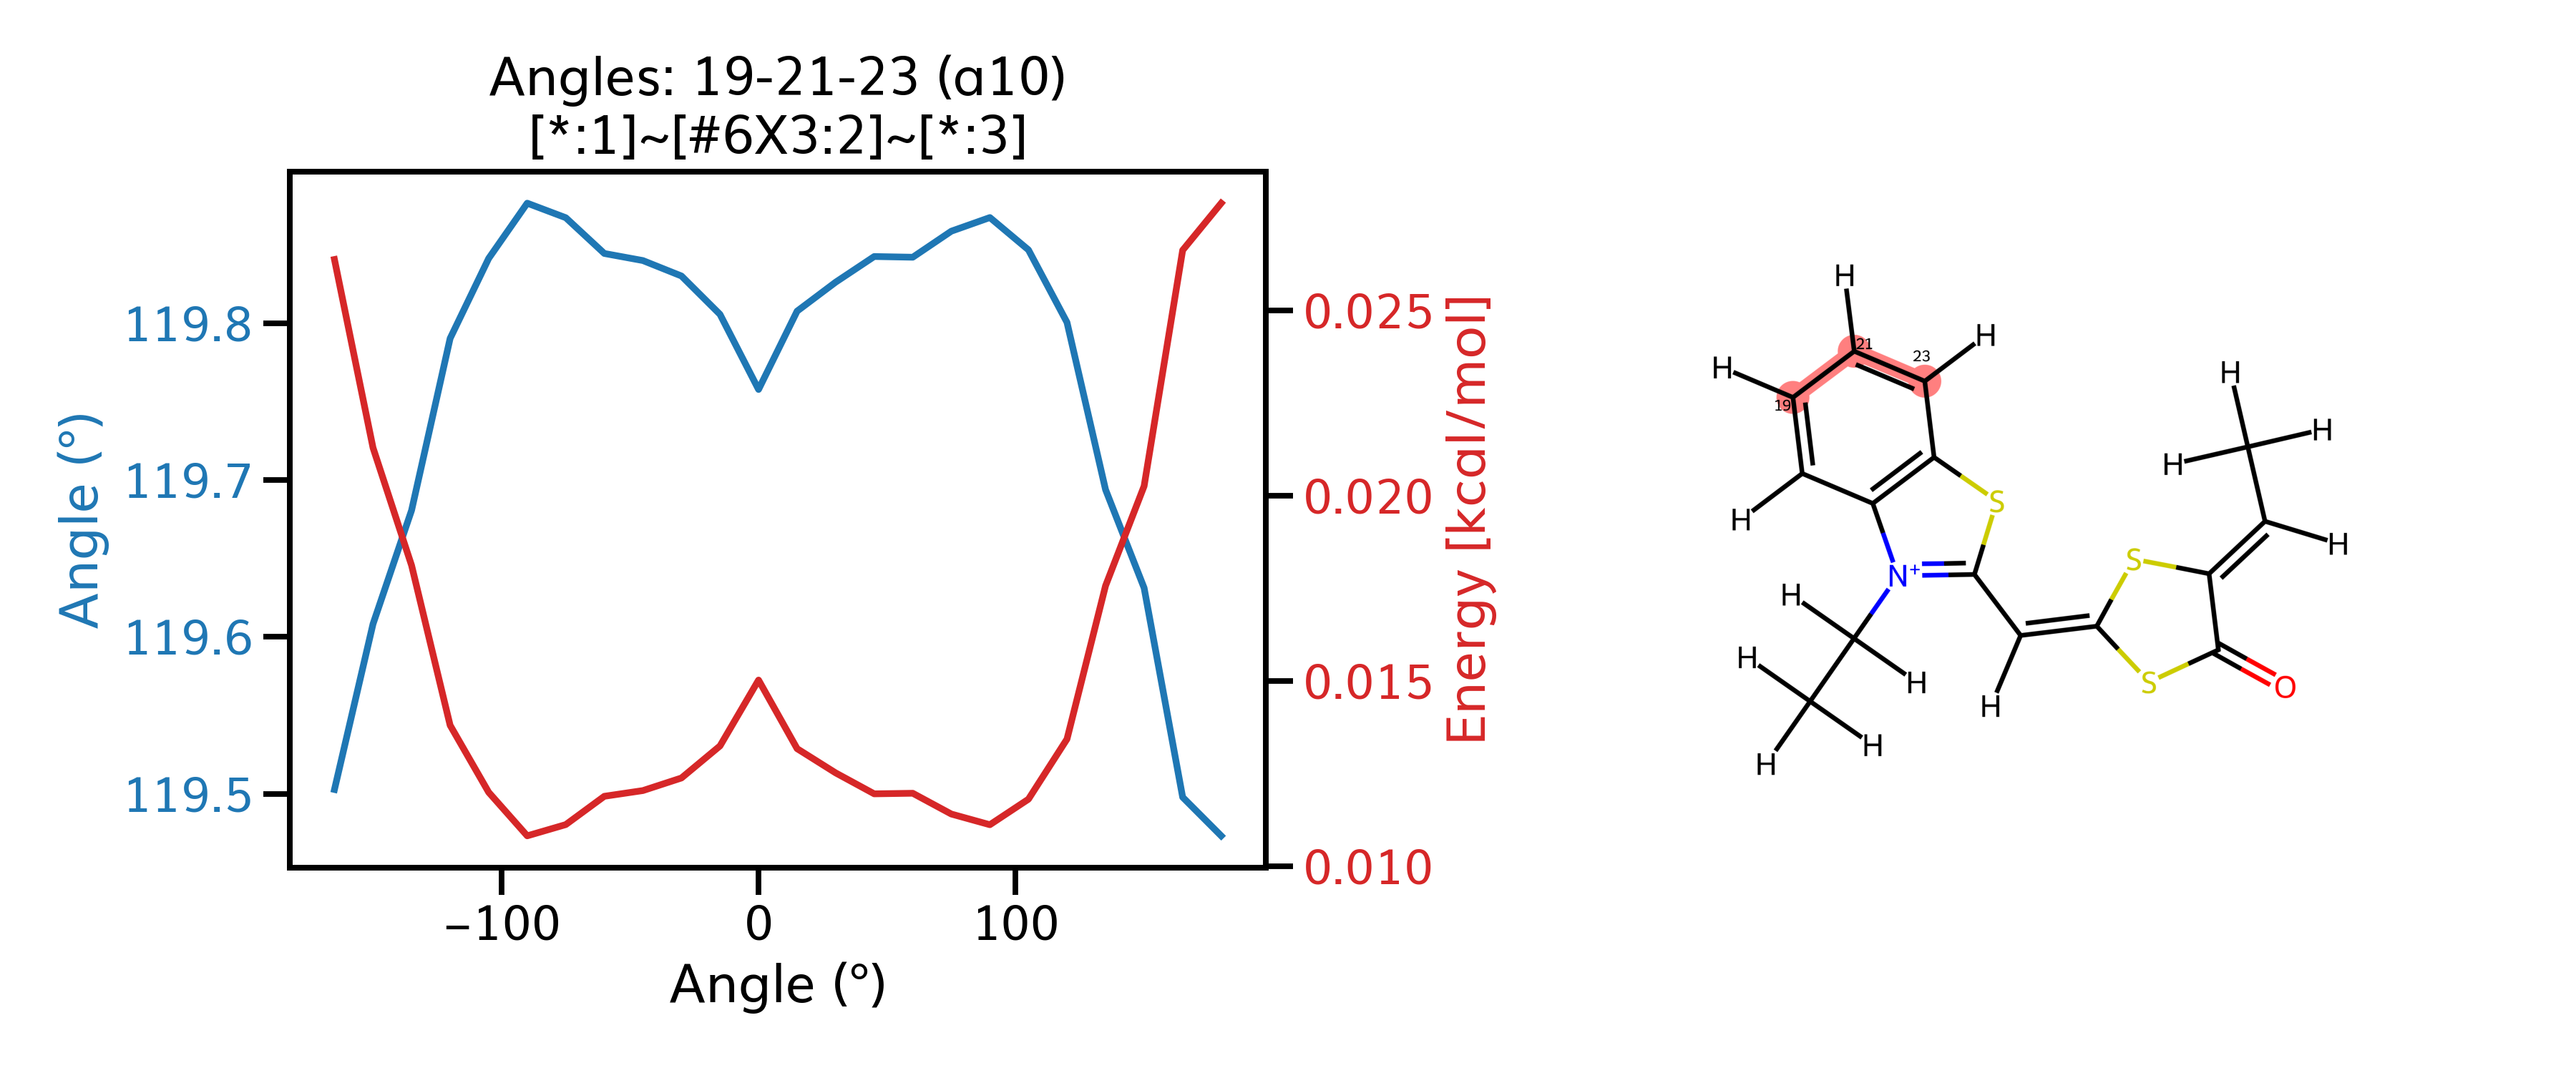 Angles: 19-21-23 (a10)
[*:1]~[#6X3:2]~[*:3]
Angle (°)
119.8
119.7
119.6
119.5
0.025
0.020
0.015
0.010
Energy [kcal/mol]
−100
0
100
Angle (°)
H
H
21
23
H
19
H
H
H
H
H
S
H
S
N+
H
H
S
H
H
O
H
H